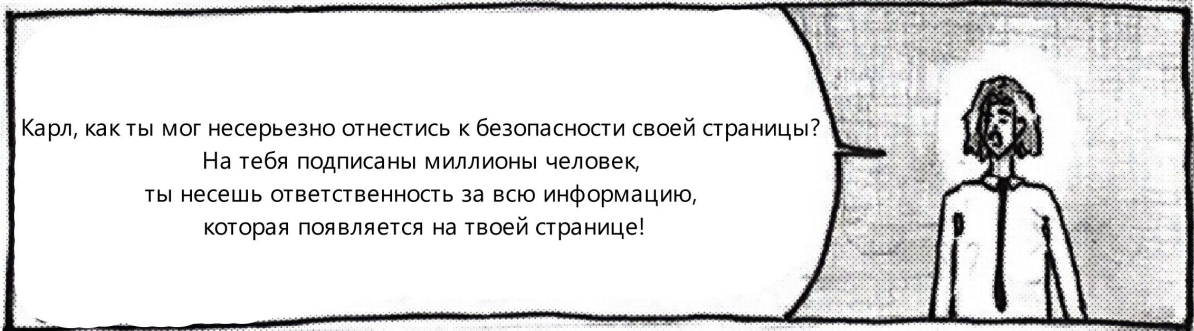 Карл, как ты мог несерьезно отнестись к безопасности своей страницы?
На тебя подписаны миллионы человек,
ты несешь ответственность за всю информацию,
которая появляется на твоей странице!